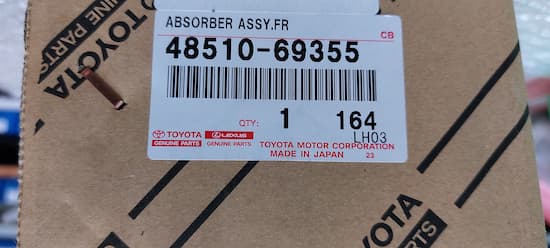 ABSORBER ASSY,FR
CB
48510-69355
QTY: 1 164
LH03
TOYOTA GENUINE PARTS
LEXUS GENUINE PARTS
TOYOTA MOTOR CORPORATION
MADE IN JAPAN 23
TOYOTA
GENUINE PARTS
TOYOTA
PARTS